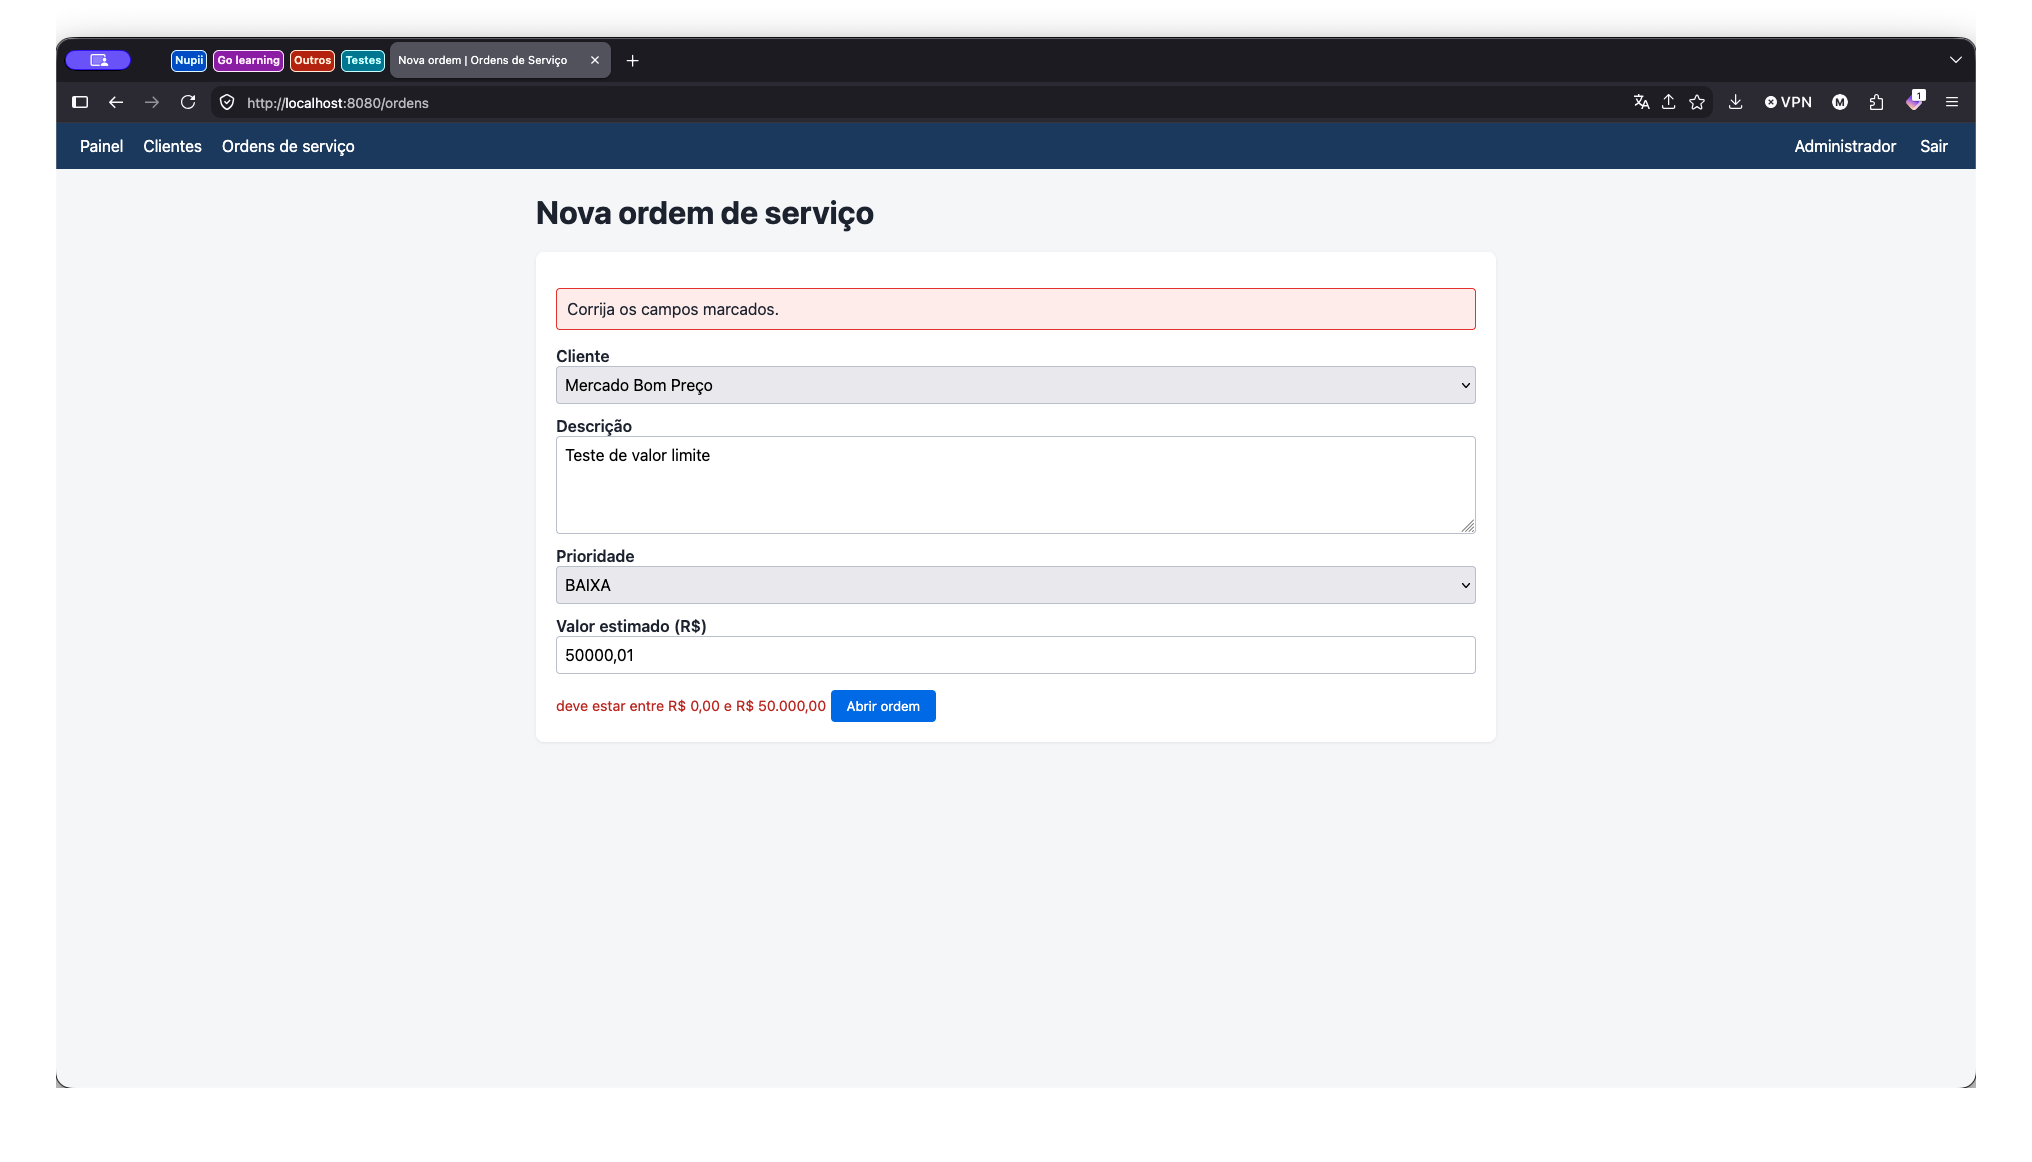 Nupii Go learning Outros Testes Nova ordem | Ordens de Serviço
http://localhost:8080/ordens VPN M 1
Painel Clientes Ordens de serviço Administrador Sair
Nova ordem de serviço
Corrija os campos marcados.
Cliente
Mercado Bom Preço
Descrição
Teste de valor limite
Prioridade
BAIXA
Valor estimado (R$)
50000,01
deve estar entre R$ 0,00 e R$ 50.000,00 Abrir ordem